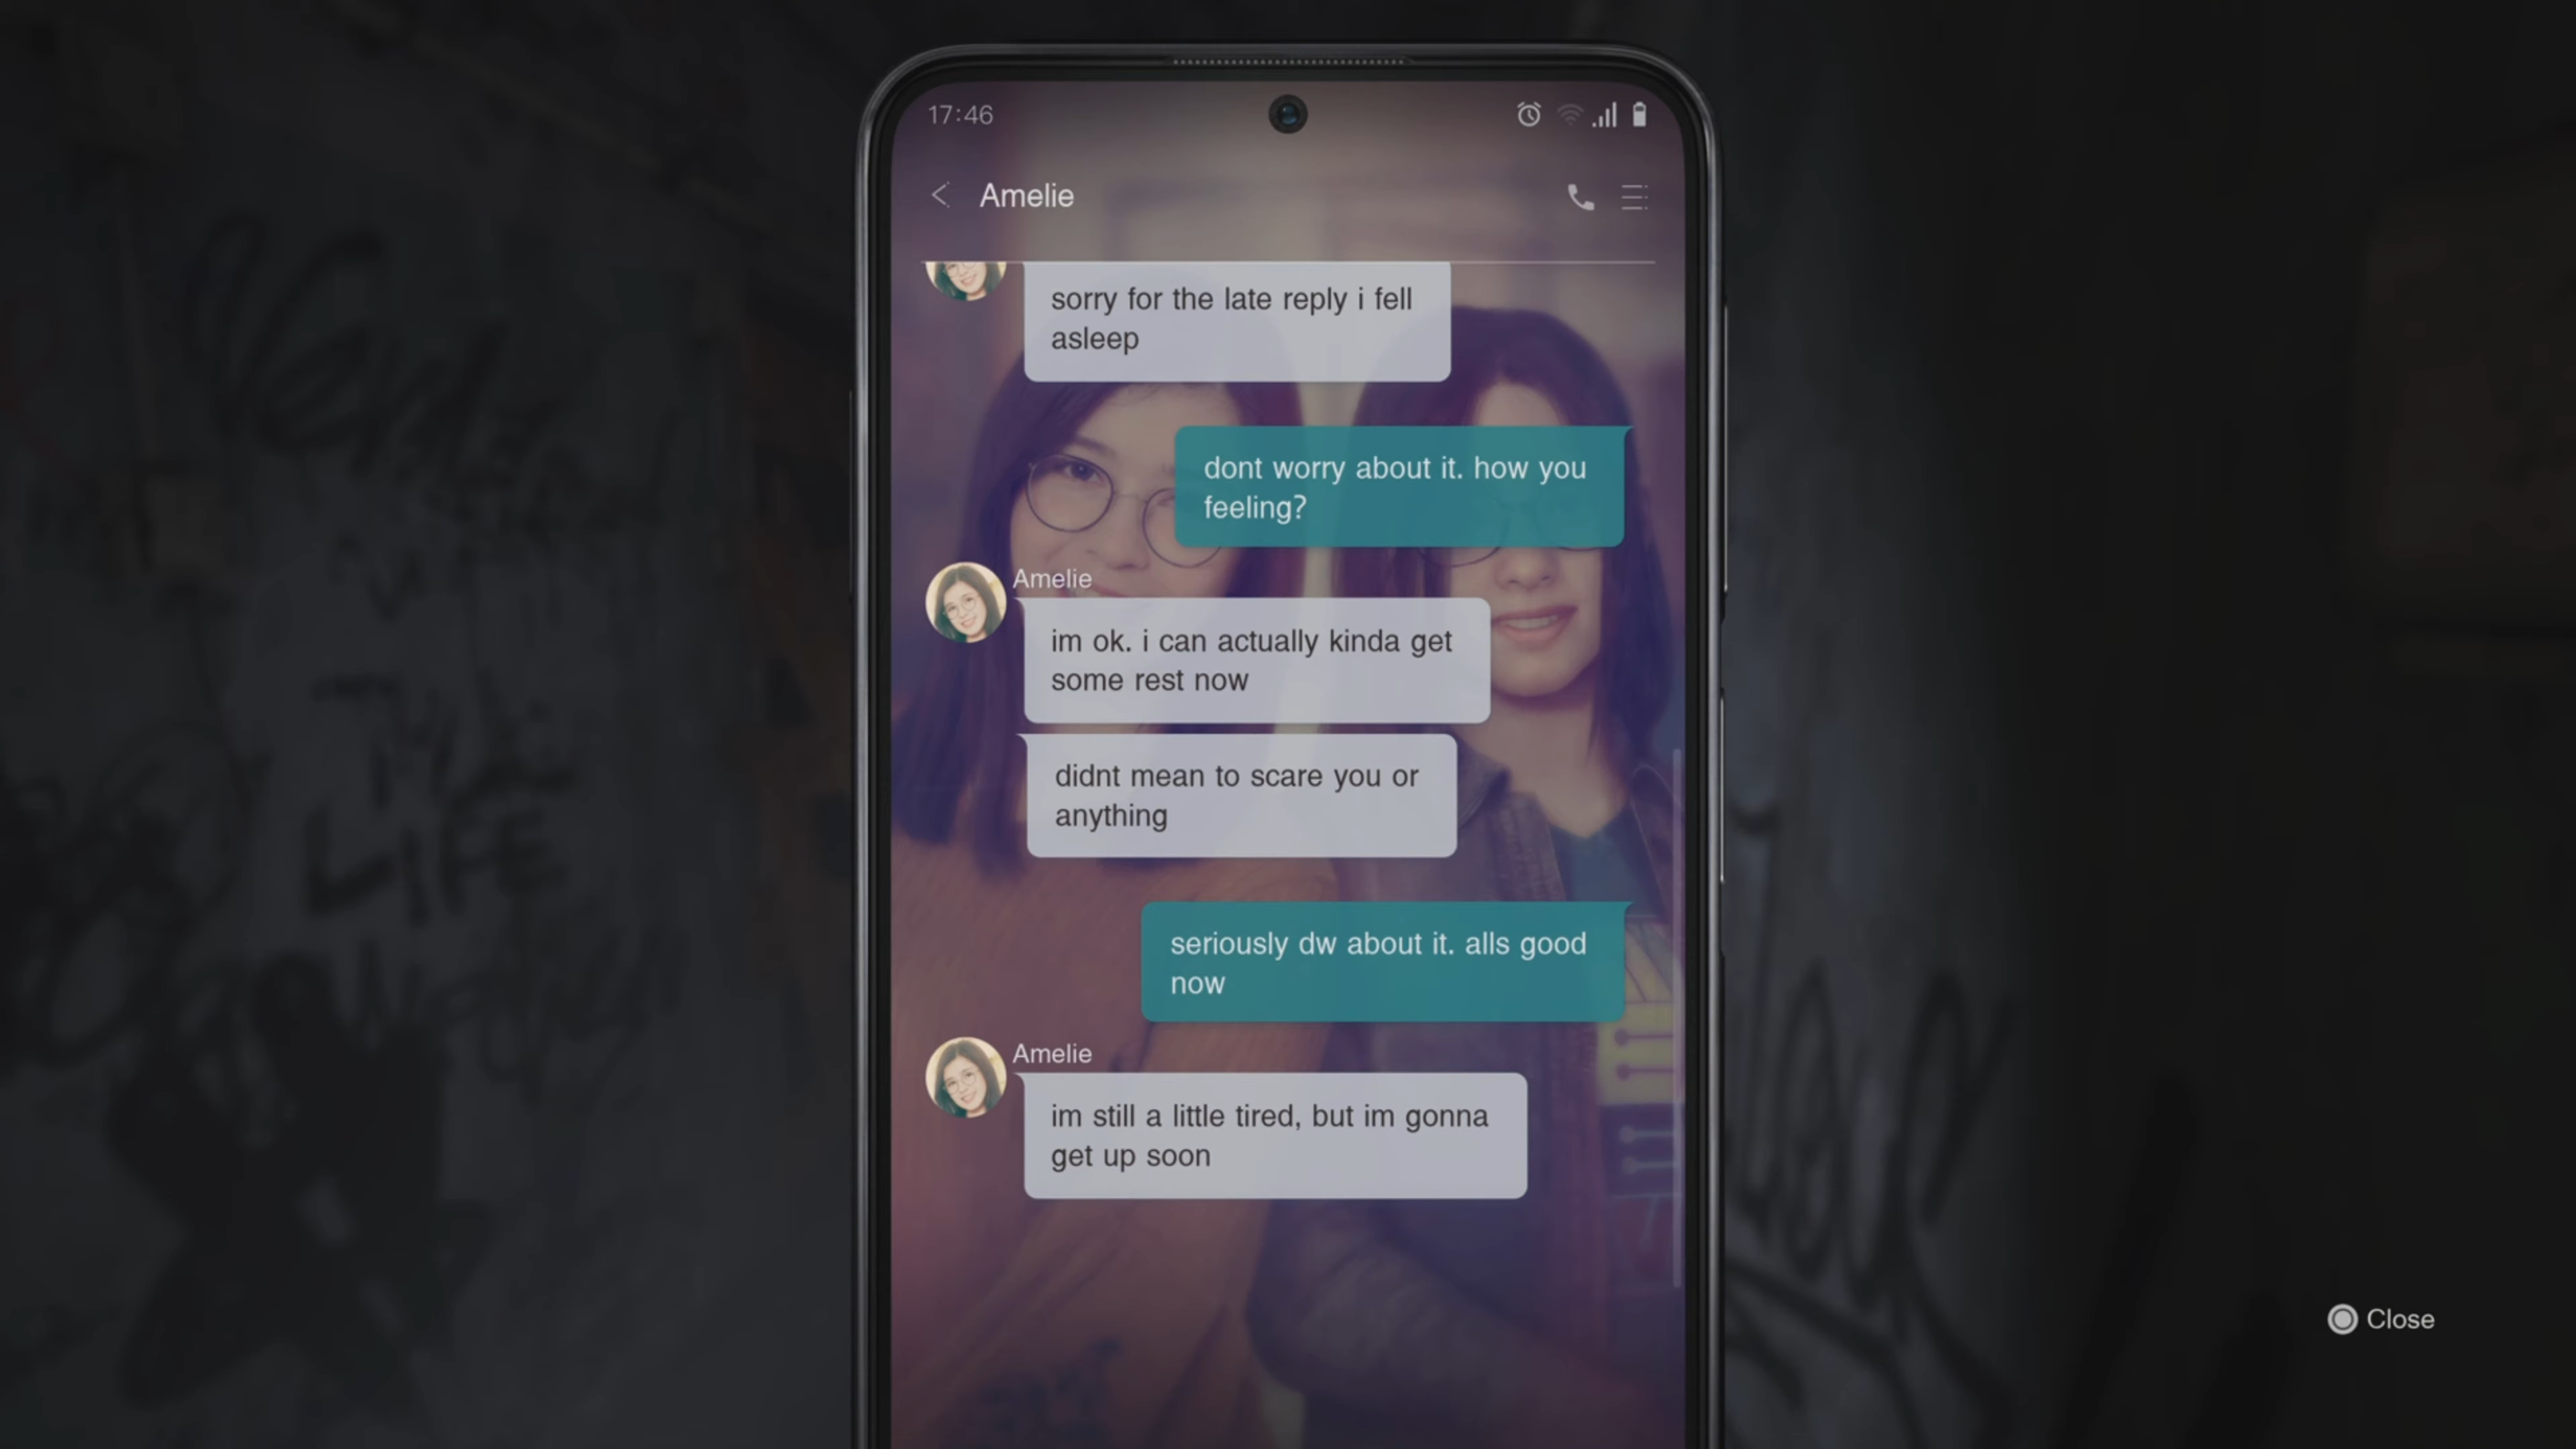 17:46
Amelie
sorry for the late reply i fell
asleep
dont worry about it. how you
feeling?
Amelie
im ok. i can actually kinda get
some rest now
didnt mean to scare you or
anything
seriously dw about it. alls good
now
Amelie
im still a little tired, but im gonna
get up soon
THE
LIFE
Close